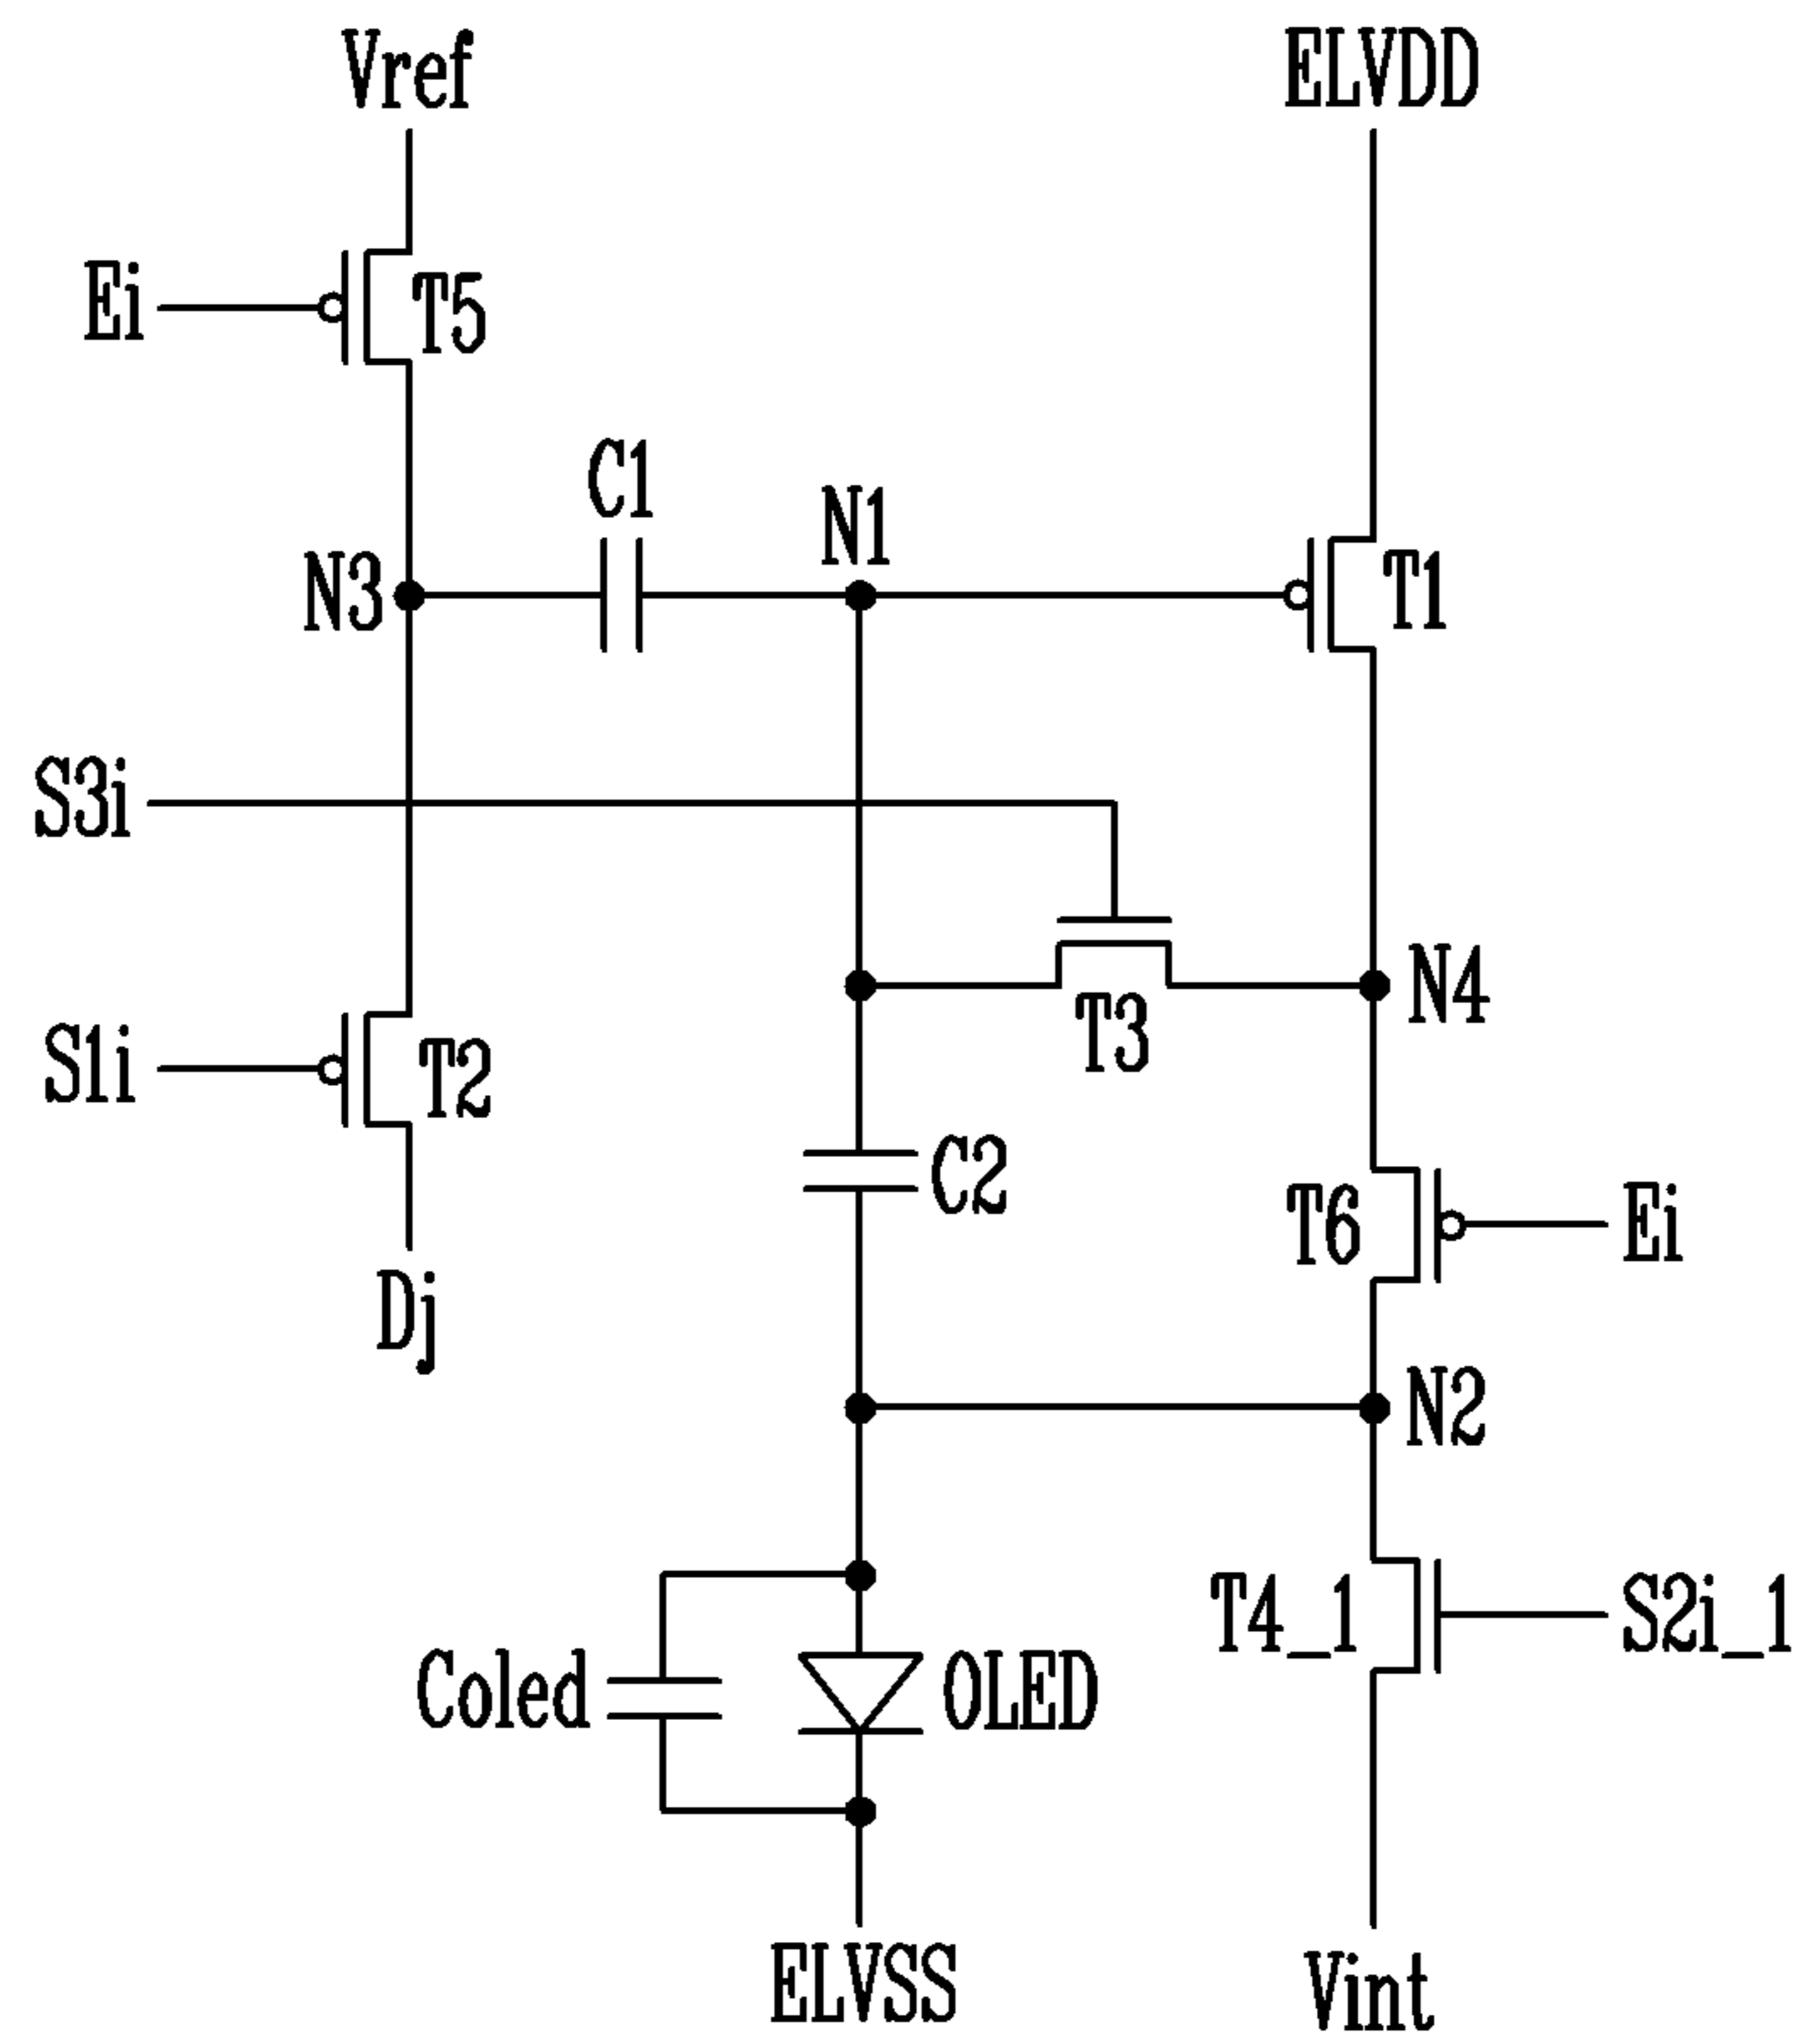 Vref
ELVDD
Ei
T5
C1
N1
N3
T1
S3i
N4
T3
S1i
T2
C2
T6
Ei
Dj
N2
T4_1
S2i_1
Coled
OLED
ELVSS
Vint